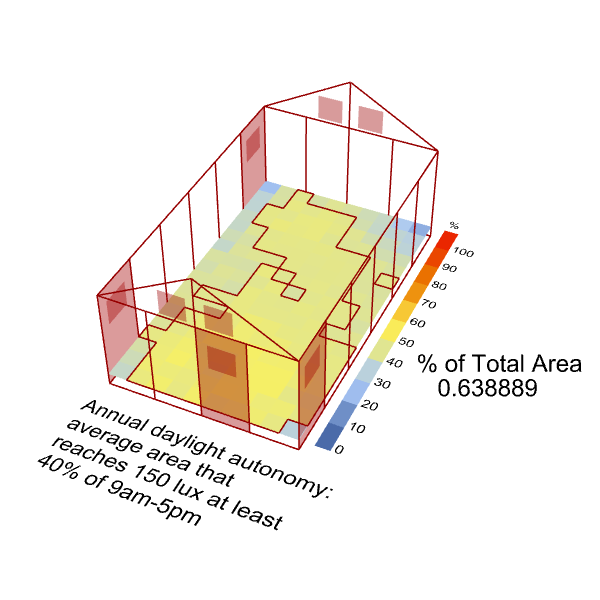 %
100
90
80
70
60
50
40
30
20
10
0
% of Total Area
0.638889
Annual daylight autonomy:
average area that
reaches 150 lux at least
40% of 9am-5pm